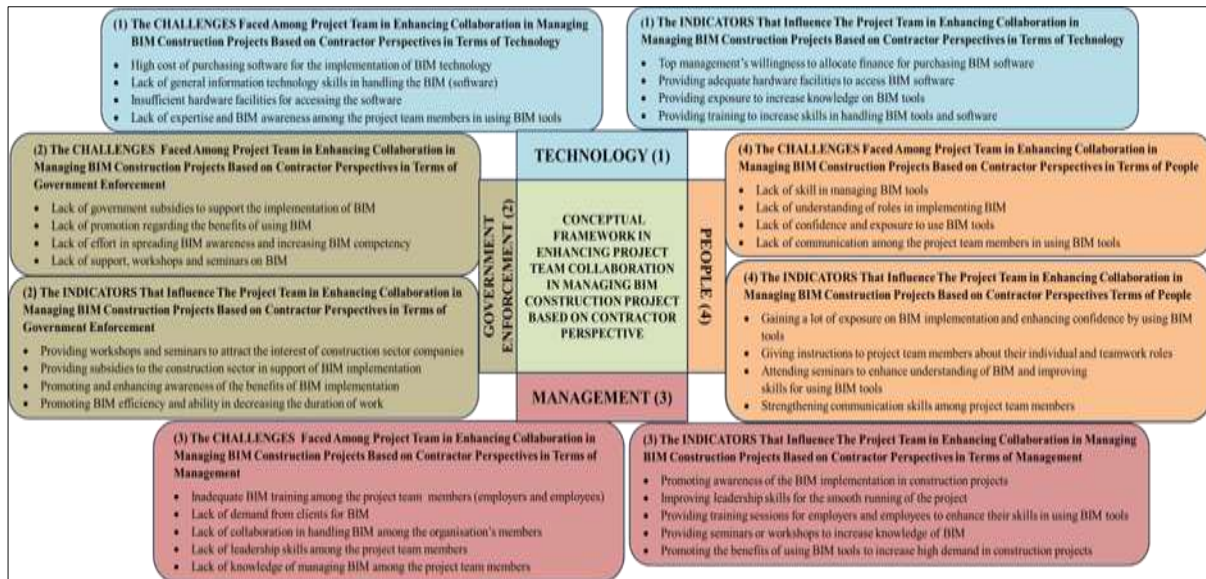 (1) The CHALLENGES Faced Among Project Team in Enhancing Collaboration in Managing
BIM Construction Projects Based on Contractor Perspectives in Terms of Technology
• High cost of purchasing software for the implementation of BIM technology
• Lack of general information technology skills in handling the BIM (software)
• Insufficient hardware facilities for accessing the software
• Lack of expertise and BIM awareness among the project team members in using BIM tools
(1) The INDICATORS That Influence The Project Team in Enhancing Collaboration in
Managing BIM Construction Projects Based on Contractor Perspectives in Terms of Technology
• Top management's willingness to allocate finance for purchasing BIM software
• Providing adequate hardware facilities to access BIM software
• Providing exposure to increase knowledge on BIM tools
• Providing training to increase skills in handling BIM tools and software
(2) The CHALLENGES Faced Among Project Team in Enhancing Collaboration in
Managing BIM Construction Projects Based on Contractor Perspectives in Terms of
Government Enforcement
• Lack of government subsidies to support the implementation of BIM
• Lack of promotion regarding the benefits of using BIM
• Lack of effort in spreading BIM awareness and increasing BIM competency
• Lack of support, workshops and seminars on BIM
(2) The INDICATORS That Influence The Project Team in Enhancing Collaboration in
Managing BIM Construction Projects Based on Contractor Perspectives in Terms of
Government Enforcement
• Providing workshops and seminars to attract the interest of construction sector companies
• Providing subsidies to the construction sector in support of BIM implementation
• Promoting and enhancing awareness of the benefits of BIM implementation
• Promoting BIM efficiency and ability in decreasing the duration of work
TECHNOLOGY (1)
GOVERNMENT
ENFORCEMENT (2)
CONCEPTUAL
FRAMEWORK IN
ENHANCING PROJECT
TEAM COLLABORATION
IN MANAGING BIM
CONSTRUCTION PROJECT
BASED ON CONTRACTOR
PERSPECTIVE
PEOPLE (4)
MANAGEMENT (3)
(4) The CHALLENGES Faced Among Project Team in Enhancing Collaboration in
Managing BIM Construction Projects Based on Contractor Perspectives in Terms of People
• Lack of skill in managing BIM tools
• Lack of understanding of roles in implementing BIM
• Lack of confidence and exposure to use BIM tools
• Lack of communication among the project team members in using BIM tools
(4) The INDICATORS That Influence The Project Team in Enhancing Collaboration in
Managing BIM Construction Projects Based on Contractor Perspectives Terms of People
• Gaining a lot of exposure on BIM implementation and enhancing confidence by using BIM
tools
• Giving instructions to project team members about their individual and teamwork roles
• Attending seminars to enhance understanding of BIM and improving
skills for using BIM tools
• Strengthening communication skills among project team members
(3) The CHALLENGES Faced Among Project Team in Enhancing Collaboration in
Managing BIM Construction Projects Based on Contractor Perspectives in Terms of
Management
• Inadequate BIM training among the project team members (employers and employees)
• Lack of demand from clients for BIM
• Lack of collaboration in handling BIM among the organisation's members
• Lack of leadership skills among the project team members
• Lack of knowledge of managing BIM among the project team members
(3) The INDICATORS That Influence The Project Team in Enhancing Collaboration in Managing
BIM Construction Projects Based on Contractor Perspectives in Terms of Management
• Promoting awareness of the BIM implementation in construction projects
• Improving leadership skills for the smooth running of the project
• Providing training sessions for employers and employees to enhance their skills in using BIM tools
• Providing seminars or workshops to increase knowledge of BIM
• Promoting the benefits of using BIM tools to increase high demand in construction projects